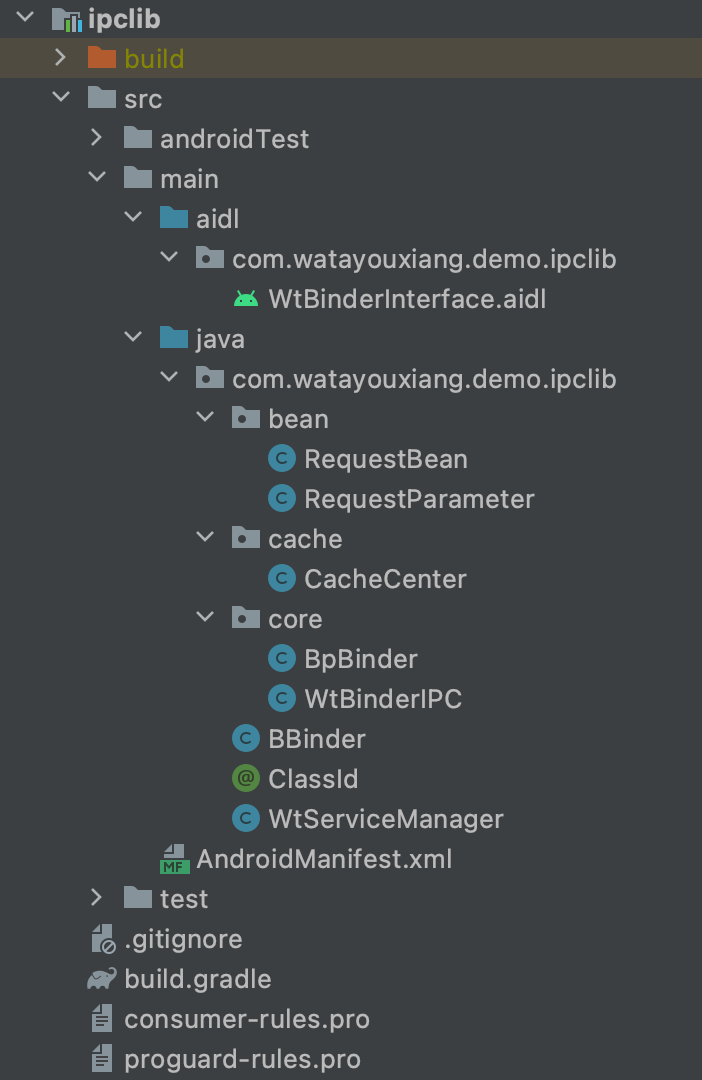 ipclib
build
src
androidTest
main
aidl
com.watayouxiang.demo.ipclib
WtBinderInterface.aidl
java
com.watayouxiang.demo.ipclib
bean
C RequestBean
C RequestParameter
cache
C CacheCenter
core
C BpBinder
C WtBinderIPC
C BBinder
@ ClassId
C WtServiceManager
MF AndroidManifest.xml
test
.gitignore
build.gradle
consumer-rules.pro
proguard-rules.pro